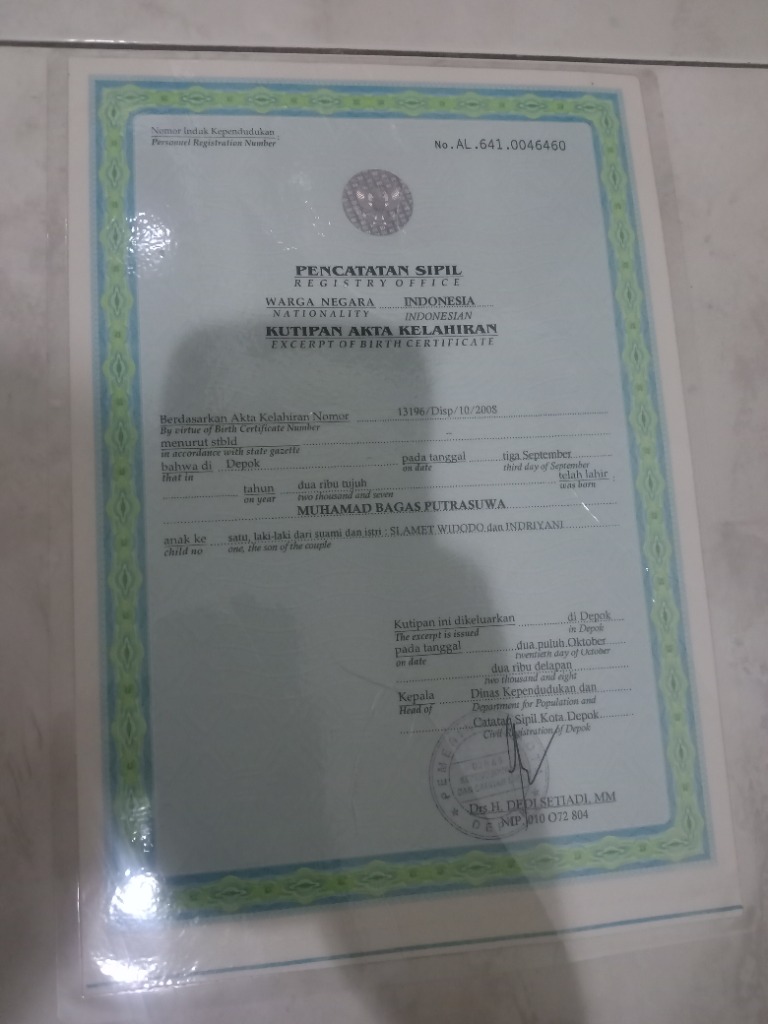 Nomor Induk Kependudukan
Personnel Registration Number
No.AL.641.0046460
PENCATATAN SIPIL
REGISTRY OFFICE
WARGA NEGARA INDONESIA
NATIONALITY INDONESIAN
KUTIPAN AKTA KELAHIRAN
EXCERPT OF BIRTH CERTIFICATE
Berdasarkan Akta Kelahiran Nomor 13196/Disp/10/2008
By virtue of Birth Certificate Number
menurut stbld --
in accordance with state gazette
bahwa di Depok pada tanggal tiga September
that in on date third day of September
tahun dua ribu tujuh telah lahir
on year two thousand and seven was born
MUHAMAD BAGAS PUTRASUWA
anak ke satu, laki-laki dari suami dan istri : SLAMET WIDODO dan INDRIYANI
child no one, the son of the couple
Kutipan ini dikeluarkan di Depok
The excerpt is issued in Depok
pada tanggal dua puluh Oktober
on date twentieth day of October
dua ribu delapan
two thousand and eight
Kepala Dinas Kependudukan dan
Head of Department for Population and
Catatan Sipil Kota Depok
Civil Registration of Depok
Drs H. DEDI SETIADI, MM
NIP. 010 O72 804